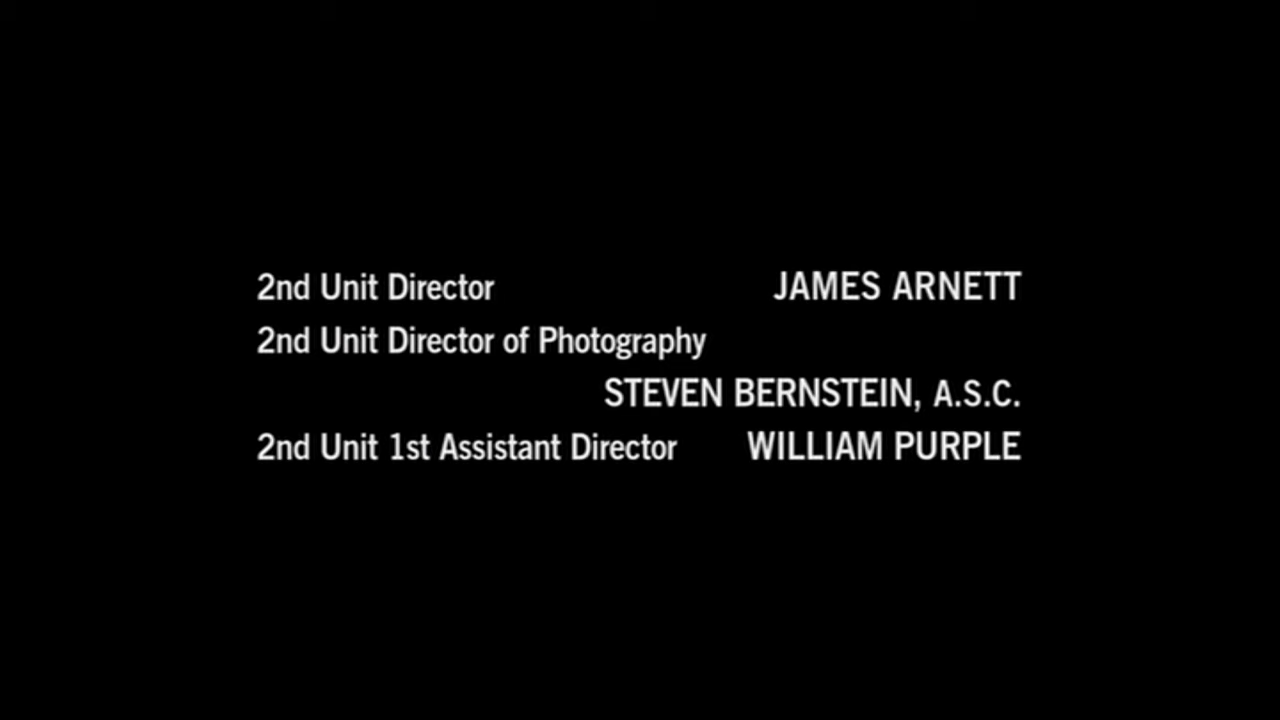 2nd Unit Director JAMES ARNETT
2nd Unit Director of Photography
STEVEN BERNSTEIN, A.S.C.
2nd Unit 1st Assistant Director WILLIAM PURPLE